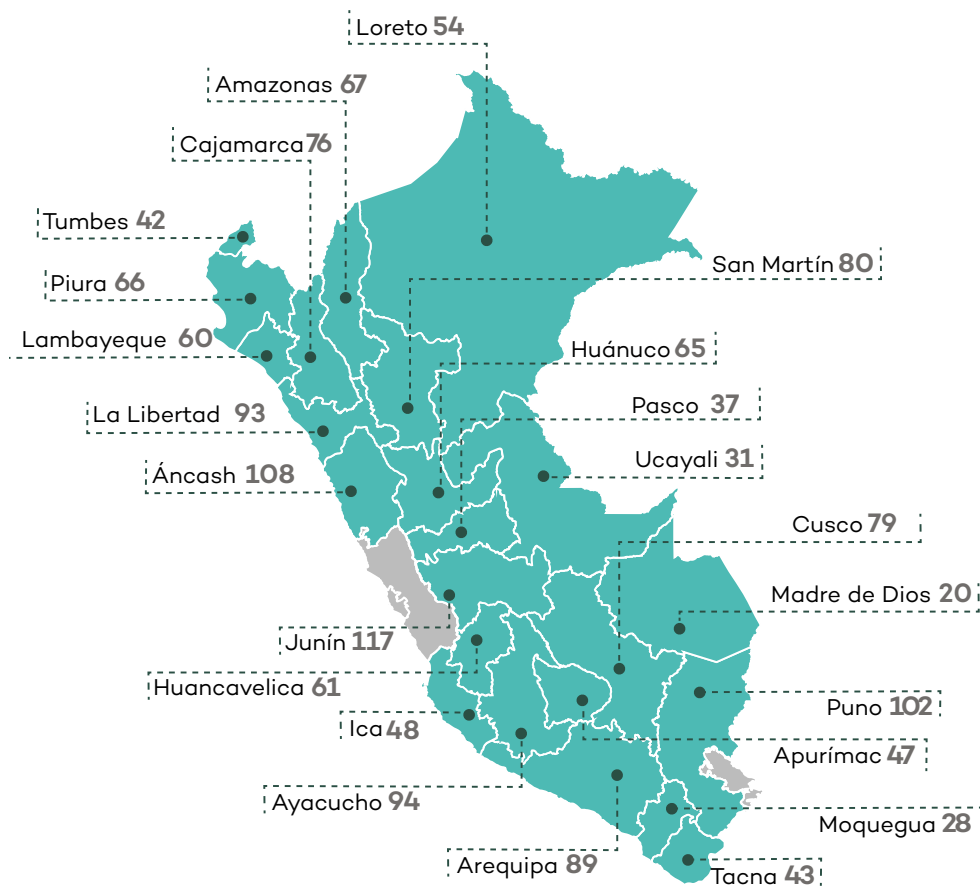 Loreto 54
Amazonas 67
Cajamarca 76
Tumbes 42
San Martín 80
Piura 66
Lambayeque 60
Huánuco 65
Pasco 37
La Libertad 93
Ucayali 31
Áncash 108
Cusco 79
Madre de Dios 20
Junín 117
Huancavelica 61
Puno 102
Ica 48
Apurímac 47
Ayacucho 94
Moquegua 28
Arequipa 89
Tacna 43